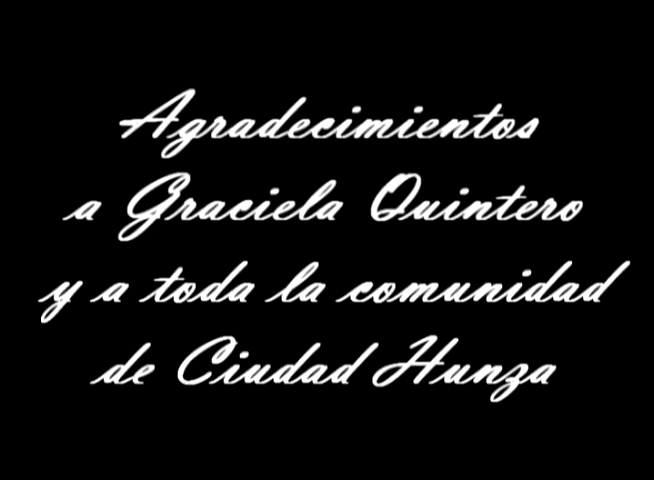 Agradecimientos
a Graciela Quintero
y a toda la comunidad
de Ciudad Hunza